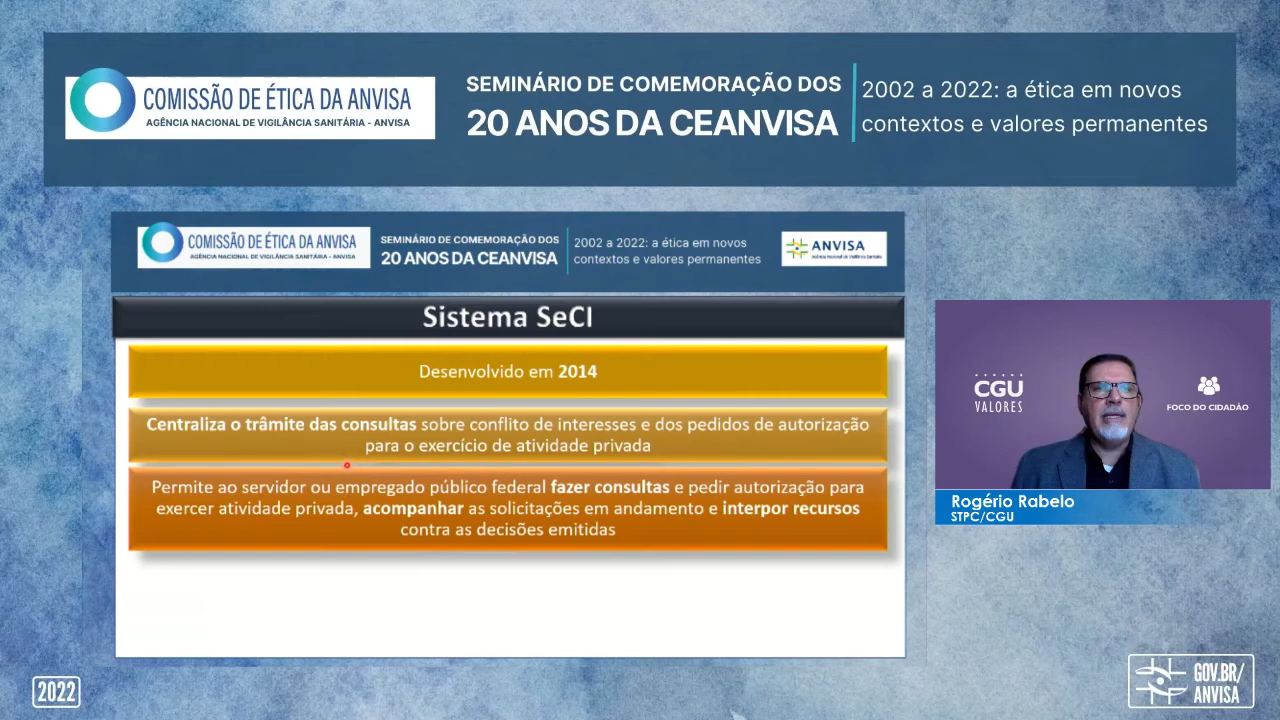 COMISSÃO DE ÉTICA DA ANVISA
AGÊNCIA NACIONAL DE VIGILÂNCIA SANITÁRIA - ANVISA
SEMINÁRIO DE COMEMORAÇÃO DOS
20 ANOS DA CEANVISA
2002 a 2022: a ética em novos
contextos e valores permanentes
COMISSÃO DE ÉTICA DA ANVISA
AGÊNCIA NACIONAL DE VIGILÂNCIA SANITÁRIA - ANVISA
SEMINÁRIO DE COMEMORAÇÃO DOS
20 ANOS DA CEANVISA
2002 a 2022: a ética em novos
contextos e valores permanentes
ANVISA
Agência Nacional de Vigilância Sanitária
Sistema SeCI
Desenvolvido em 2014
Centraliza o trâmite das consultas sobre conflito de interesses e dos pedidos de autorização
para o exercício de atividade privada
Permite ao servidor ou empregado público federal fazer consultas e pedir autorização para
exercer atividade privada, acompanhar as solicitações em andamento e interpor recursos
contra as decisões emitidas
CGU
VALORES
FOCO DO CIDADÃO
Rogério Rabelo
STPC/CGU
2022
GOV.BR/
ANVISA